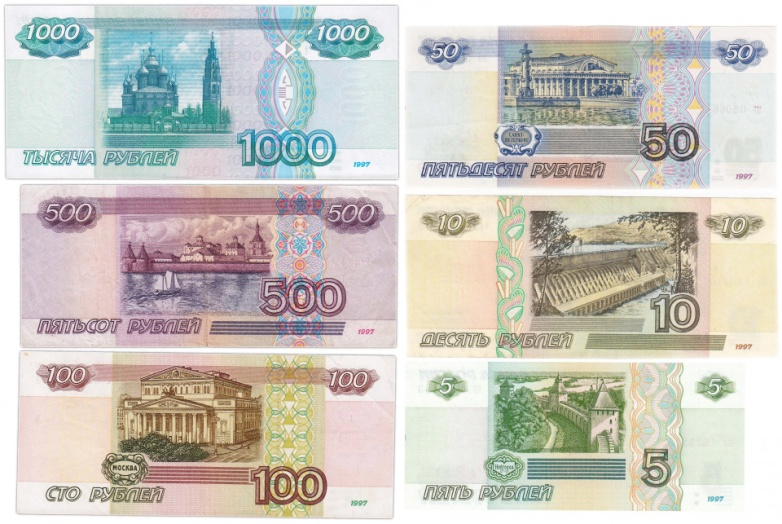 1000 1000
1000
ТЫСЯЧА РУБЛЕЙ
1997
500 500
500
ПЯТЬСОТ РУБЛЕЙ
1997
100 100
МОСКВА
100
СТО РУБЛЕЙ
1997
50 50
САНКТ-
ПЕТЕРБУРГ
50
ПЯТЬДЕСЯТ РУБЛЕЙ
1997
10 10
10
ДЕСЯТЬ РУБЛЕЙ
1997
5 5
5
ПЯТЬ РУБЛЕЙ
1997